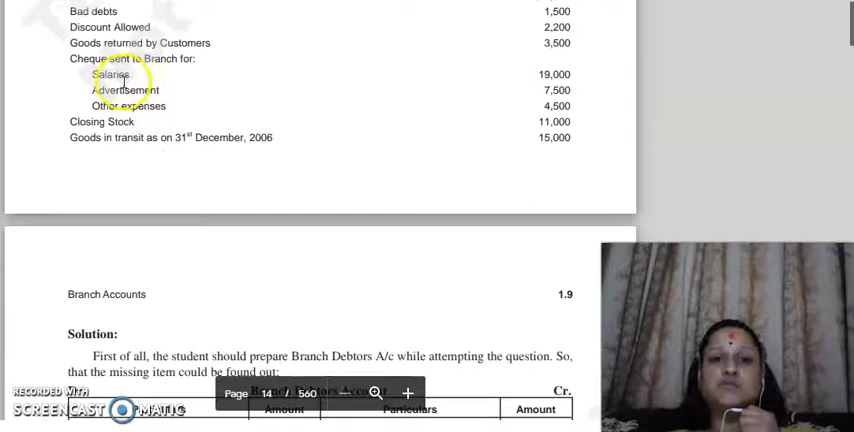 Bad debts 1,500
Discount Allowed 2,200
Goods returned by Customers 3,500
Cheque sent to Branch for:
Salaries 19,000
Advertisement 7,500
Other expenses 4,500
Closing Stock 11,000
Goods in transit as on 31st December, 2006 15,000
Branch Accounts 1.9
Solution:
First of all, the student should prepare Branch Debtors A/c while attempting the question. So,
that the missing item could be found out:
Cr.
Amount Particulars Amount
Page 14 / 560
RECORDED WITH
SCREENCAST MATIC